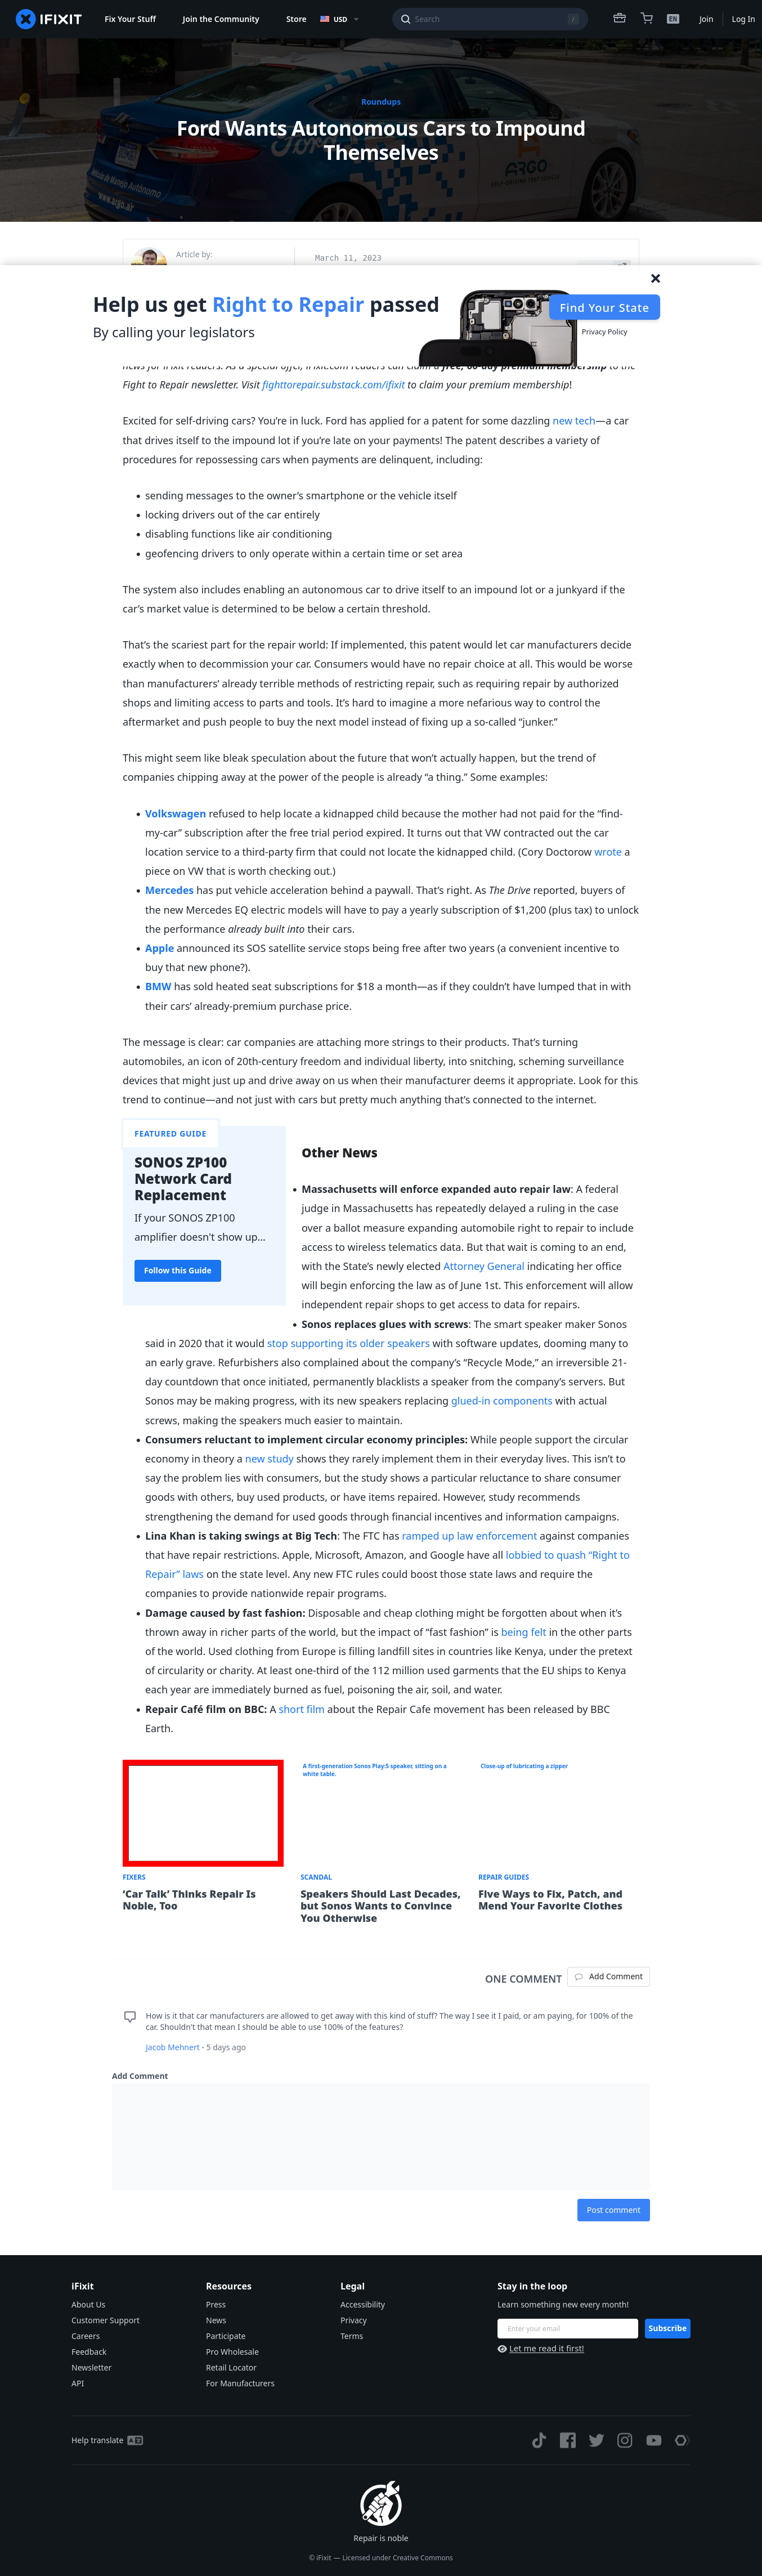 IFIXIT
Fix Your Stuff
Join the Community
Store
USD
Search
/
EN
Join
Log In
Roundups
Ford Wants Autonomous Cars to Impound
Themselves
Article by:
March 11, 2023
Help us get Right to Repair passed
By calling your legislators
Find Your State
Privacy Policy
news for iFixit readers. As a special offer, iFixit.com readers can claim a free, 60-day premium membership to the
Fight to Repair newsletter. Visit fighttorepair.substack.com/ifixit to claim your premium membership!
Excited for self-driving cars? You’re in luck. Ford has applied for a patent for some dazzling new tech—a car
that drives itself to the impound lot if you’re late on your payments! The patent describes a variety of
procedures for repossessing cars when payments are delinquent, including:
sending messages to the owner’s smartphone or the vehicle itself
locking drivers out of the car entirely
disabling functions like air conditioning
geofencing drivers to only operate within a certain time or set area
The system also includes enabling an autonomous car to drive itself to an impound lot or a junkyard if the
car’s market value is determined to be below a certain threshold.
That’s the scariest part for the repair world: If implemented, this patent would let car manufacturers decide
exactly when to decommission your car. Consumers would have no repair choice at all. This would be worse
than manufacturers’ already terrible methods of restricting repair, such as requiring repair by authorized
shops and limiting access to parts and tools. It’s hard to imagine a more nefarious way to control the
aftermarket and push people to buy the next model instead of fixing up a so-called “junker.”
This might seem like bleak speculation about the future that won’t actually happen, but the trend of
companies chipping away at the power of the people is already “a thing.” Some examples:
Volkswagen refused to help locate a kidnapped child because the mother had not paid for the “find-
my-car” subscription after the free trial period expired. It turns out that VW contracted out the car
location service to a third-party firm that could not locate the kidnapped child. (Cory Doctorow wrote a
piece on VW that is worth checking out.)
Mercedes has put vehicle acceleration behind a paywall. That’s right. As The Drive reported, buyers of
the new Mercedes EQ electric models will have to pay a yearly subscription of $1,200 (plus tax) to unlock
the performance already built into their cars.
Apple announced its SOS satellite service stops being free after two years (a convenient incentive to
buy that new phone?).
BMW has sold heated seat subscriptions for $18 a month—as if they couldn’t have lumped that in with
their cars’ already-premium purchase price.
The message is clear: car companies are attaching more strings to their products. That’s turning
automobiles, an icon of 20th-century freedom and individual liberty, into snitching, scheming surveillance
devices that might just up and drive away on us when their manufacturer deems it appropriate. Look for this
trend to continue—and not just with cars but pretty much anything that’s connected to the internet.
FEATURED GUIDE
SONOS ZP100
Network Card
Replacement
If your SONOS ZP100
amplifier doesn't show up...
Follow this Guide
Other News
Massachusetts will enforce expanded auto repair law: A federal
judge in Massachusetts has repeatedly delayed a ruling in the case
over a ballot measure expanding automobile right to repair to include
access to wireless telematics data. But that wait is coming to an end,
with the State’s newly elected Attorney General indicating her office
will begin enforcing the law as of June 1st. This enforcement will allow
independent repair shops to get access to data for repairs.
Sonos replaces glues with screws: The smart speaker maker Sonos
said in 2020 that it would stop supporting its older speakers with software updates, dooming many to
an early grave. Refurbishers also complained about the company’s “Recycle Mode,” an irreversible 21-
day countdown that once initiated, permanently blacklists a speaker from the company’s servers. But
Sonos may be making progress, with its new speakers replacing glued-in components with actual
screws, making the speakers much easier to maintain.
Consumers reluctant to implement circular economy principles: While people support the circular
economy in theory a new study shows they rarely implement them in their everyday lives. This isn’t to
say the problem lies with consumers, but the study shows a particular reluctance to share consumer
goods with others, buy used products, or have items repaired. However, study recommends
strengthening the demand for used goods through financial incentives and information campaigns.
Lina Khan is taking swings at Big Tech: The FTC has ramped up law enforcement against companies
that have repair restrictions. Apple, Microsoft, Amazon, and Google have all lobbied to quash “Right to
Repair” laws on the state level. Any new FTC rules could boost those state laws and require the
companies to provide nationwide repair programs.
Damage caused by fast fashion: Disposable and cheap clothing might be forgotten about when it’s
thrown away in richer parts of the world, but the impact of “fast fashion” is being felt in the other parts
of the world. Used clothing from Europe is filling landfill sites in countries like Kenya, under the pretext
of circularity or charity. At least one-third of the 112 million used garments that the EU ships to Kenya
each year are immediately burned as fuel, poisoning the air, soil, and water.
Repair Café film on BBC: A short film about the Repair Cafe movement has been released by BBC
Earth.
A first-generation Sonos Play:5 speaker, sitting on a
white table.
Close-up of lubricating a zipper
FIXERS
‘Car Talk’ Thinks Repair Is
Noble, Too
SCANDAL
Speakers Should Last Decades,
but Sonos Wants to Convince
You Otherwise
REPAIR GUIDES
Five Ways to Fix, Patch, and
Mend Your Favorite Clothes
ONE COMMENT
Add Comment
How is it that car manufacturers are allowed to get away with this kind of stuff? The way I see it I paid, or am paying, for 100% of the
car. Shouldn't that mean I should be able to use 100% of the features?
Jacob Mehnert - 5 days ago
Add Comment
Post comment
iFixit
About Us
Customer Support
Careers
Feedback
Newsletter
API
Resources
Press
News
Participate
Pro Wholesale
Retail Locator
For Manufacturers
Legal
Accessibility
Privacy
Terms
Stay in the loop
Learn something new every month!
Enter your email
Subscribe
Let me read it first!
Help translate
Repair is noble
© iFixit — Licensed under Creative Commons